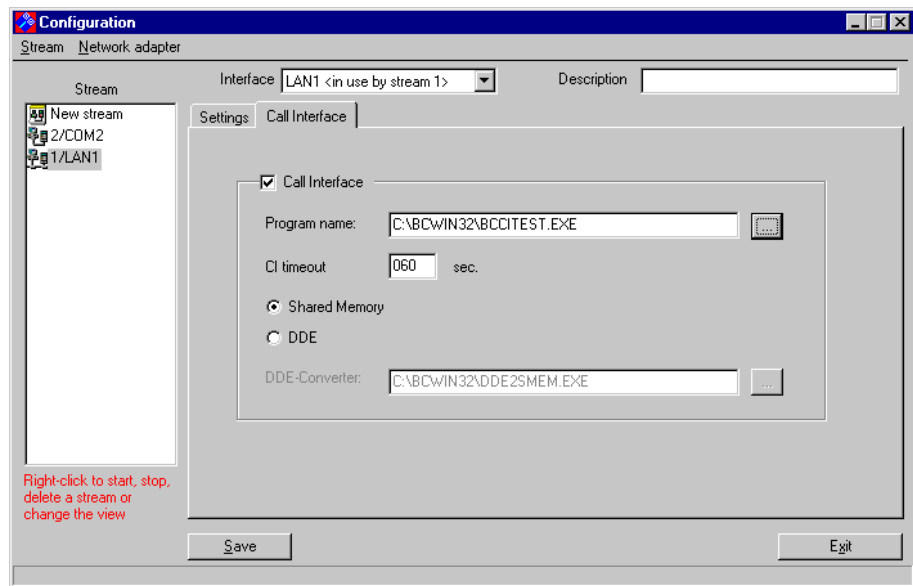 Configuration
Stream Network adapter
Stream
Interface LAN1 <in use by stream 1> Description
New stream
2/COM2
1/LAN1
Settings Call Interface
Call Interface
Program name: C:\BCWIN32\BCCITEST.EXE ...
CI timeout 060 sec.
Shared Memory
DDE
DDE-Converter: C:\BCWIN32\DDE2SMEM.EXE ...
Right-click to start, stop,
delete a stream or
change the view
Save Exit